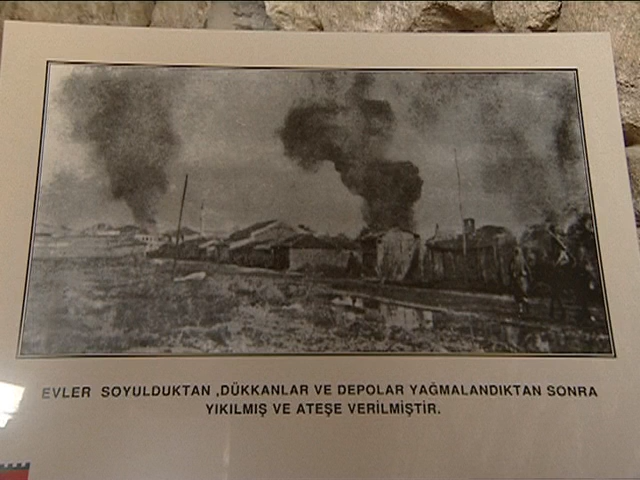 EVLER SOYULDUKTAN ,DÜKKANLAR VE DEPOLAR YAĞMALANDIKTAN SONRA
YIKILMIŞ VE ATEŞE VERİLMİŞTİR.